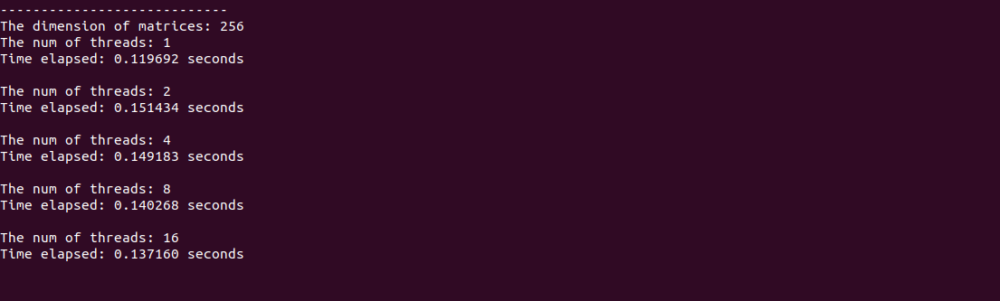 ----------------------------
The dimension of matrices: 256
The num of threads: 1
Time elapsed: 0.119692 seconds
The num of threads: 2
Time elapsed: 0.151434 seconds
The num of threads: 4
Time elapsed: 0.149183 seconds
The num of threads: 8
Time elapsed: 0.140268 seconds
The num of threads: 16
Time elapsed: 0.137160 seconds